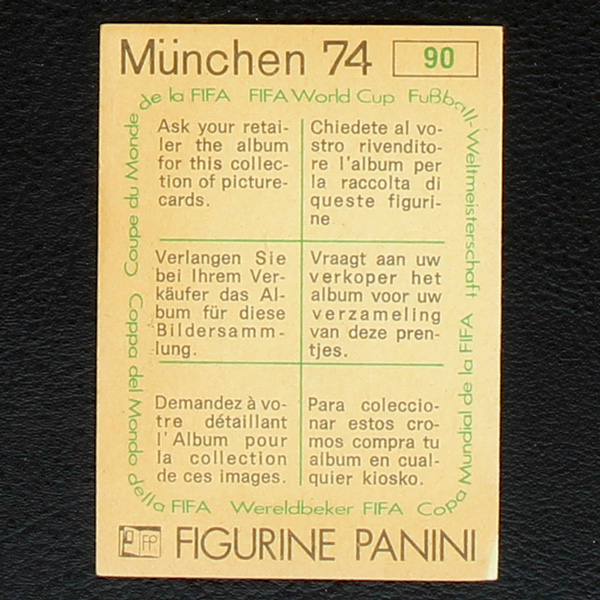 München 74
90
Coupe du Monde de la FIFA FIFA World Cup Fußball-Weltmeisterschaft
Ask your retai-
ler the album
for this collec-
tion of picture-
cards.
Chiedete al vo-
stro rivendito-
re l'album per
la raccolta di
queste figuri-
ne
Verlangen Sie
bei Ihrem Ver-
käufer das Al-
bum für diese
Bildersamm-
lung.
Vraagt aan uw
verkoper het
album voor uw
verzameling
van deze pren-
tjes.
Demandez à vo-
tre détaillant
l'Album pour
la collection
de ces images.
Para coleccio-
nar estos cro-
mos compra tu
album en cual-
quier kiosko.
Coppa del Mondo della FIFA Wereldbeker FIFA Copa Mundial de la FIFA
FP FIGURINE PANINI